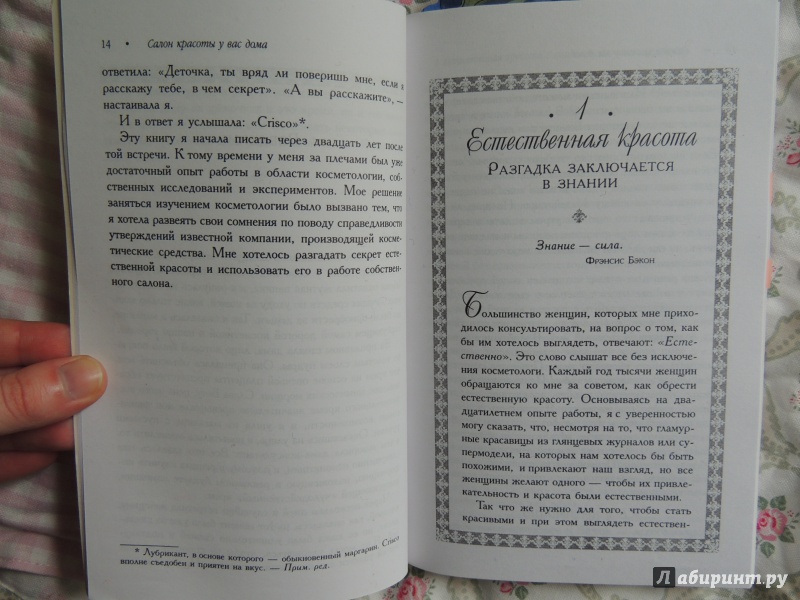 14 • Салон красоты у вас дома
ответила: «Деточка, ты вряд ли поверишь мне, если я
расскажу тебе, в чем секрет». «А вы расскажите», —
настаивала я.
И в ответ я услышала: «Crisco»*.
Эту книгу я начала писать через двадцать лет после
той встречи. К тому времени у меня за плечами был уже
достаточный опыт работы в области косметологии, соб-
ственных исследований и экспериментов. Мое решение
заняться изучением косметологии было вызвано тем, что
я хотела развеять свои сомнения по поводу справедливости
утверждений известной компании, производящей косме-
тические средства. Мне хотелось разгадать секрет есте-
ственной красоты и использовать его в работе собствен-
ного салона.
* Лубрикант, в основе которого — обыкновенный маргарин. Crisco
вполне съедобен и приятен на вкус. — Прим. ред.
• 1 •
Естественная красота
Разгадка заключается
в знании
Знание — сила.
Фрэнсис Бэкон
Большинство женщин, которых мне прихо-
дилось консультировать, на вопрос о том, как
бы им хотелось выглядеть, отвечают: «Есте-
ственно». Это слово слышат все без исключе-
ния косметологи. Каждый год тысячи женщин
обращаются ко мне за советом, как обрести
естественную красоту. Основываясь на два-
дцатилетнем опыте работы, я с уверенностью
могу сказать, что, несмотря на то, что гламур-
ные красавицы из глянцевых журналов или су-
пермодели, на которых нам хотелось бы быть
похожими, и привлекают наш взгляд, но все
женщины желают одного — чтобы их привле-
кательность и красота были естественными.
Так что же нужно для того, чтобы стать
красивыми и при этом выглядеть естествен-
Лабиринт.ру